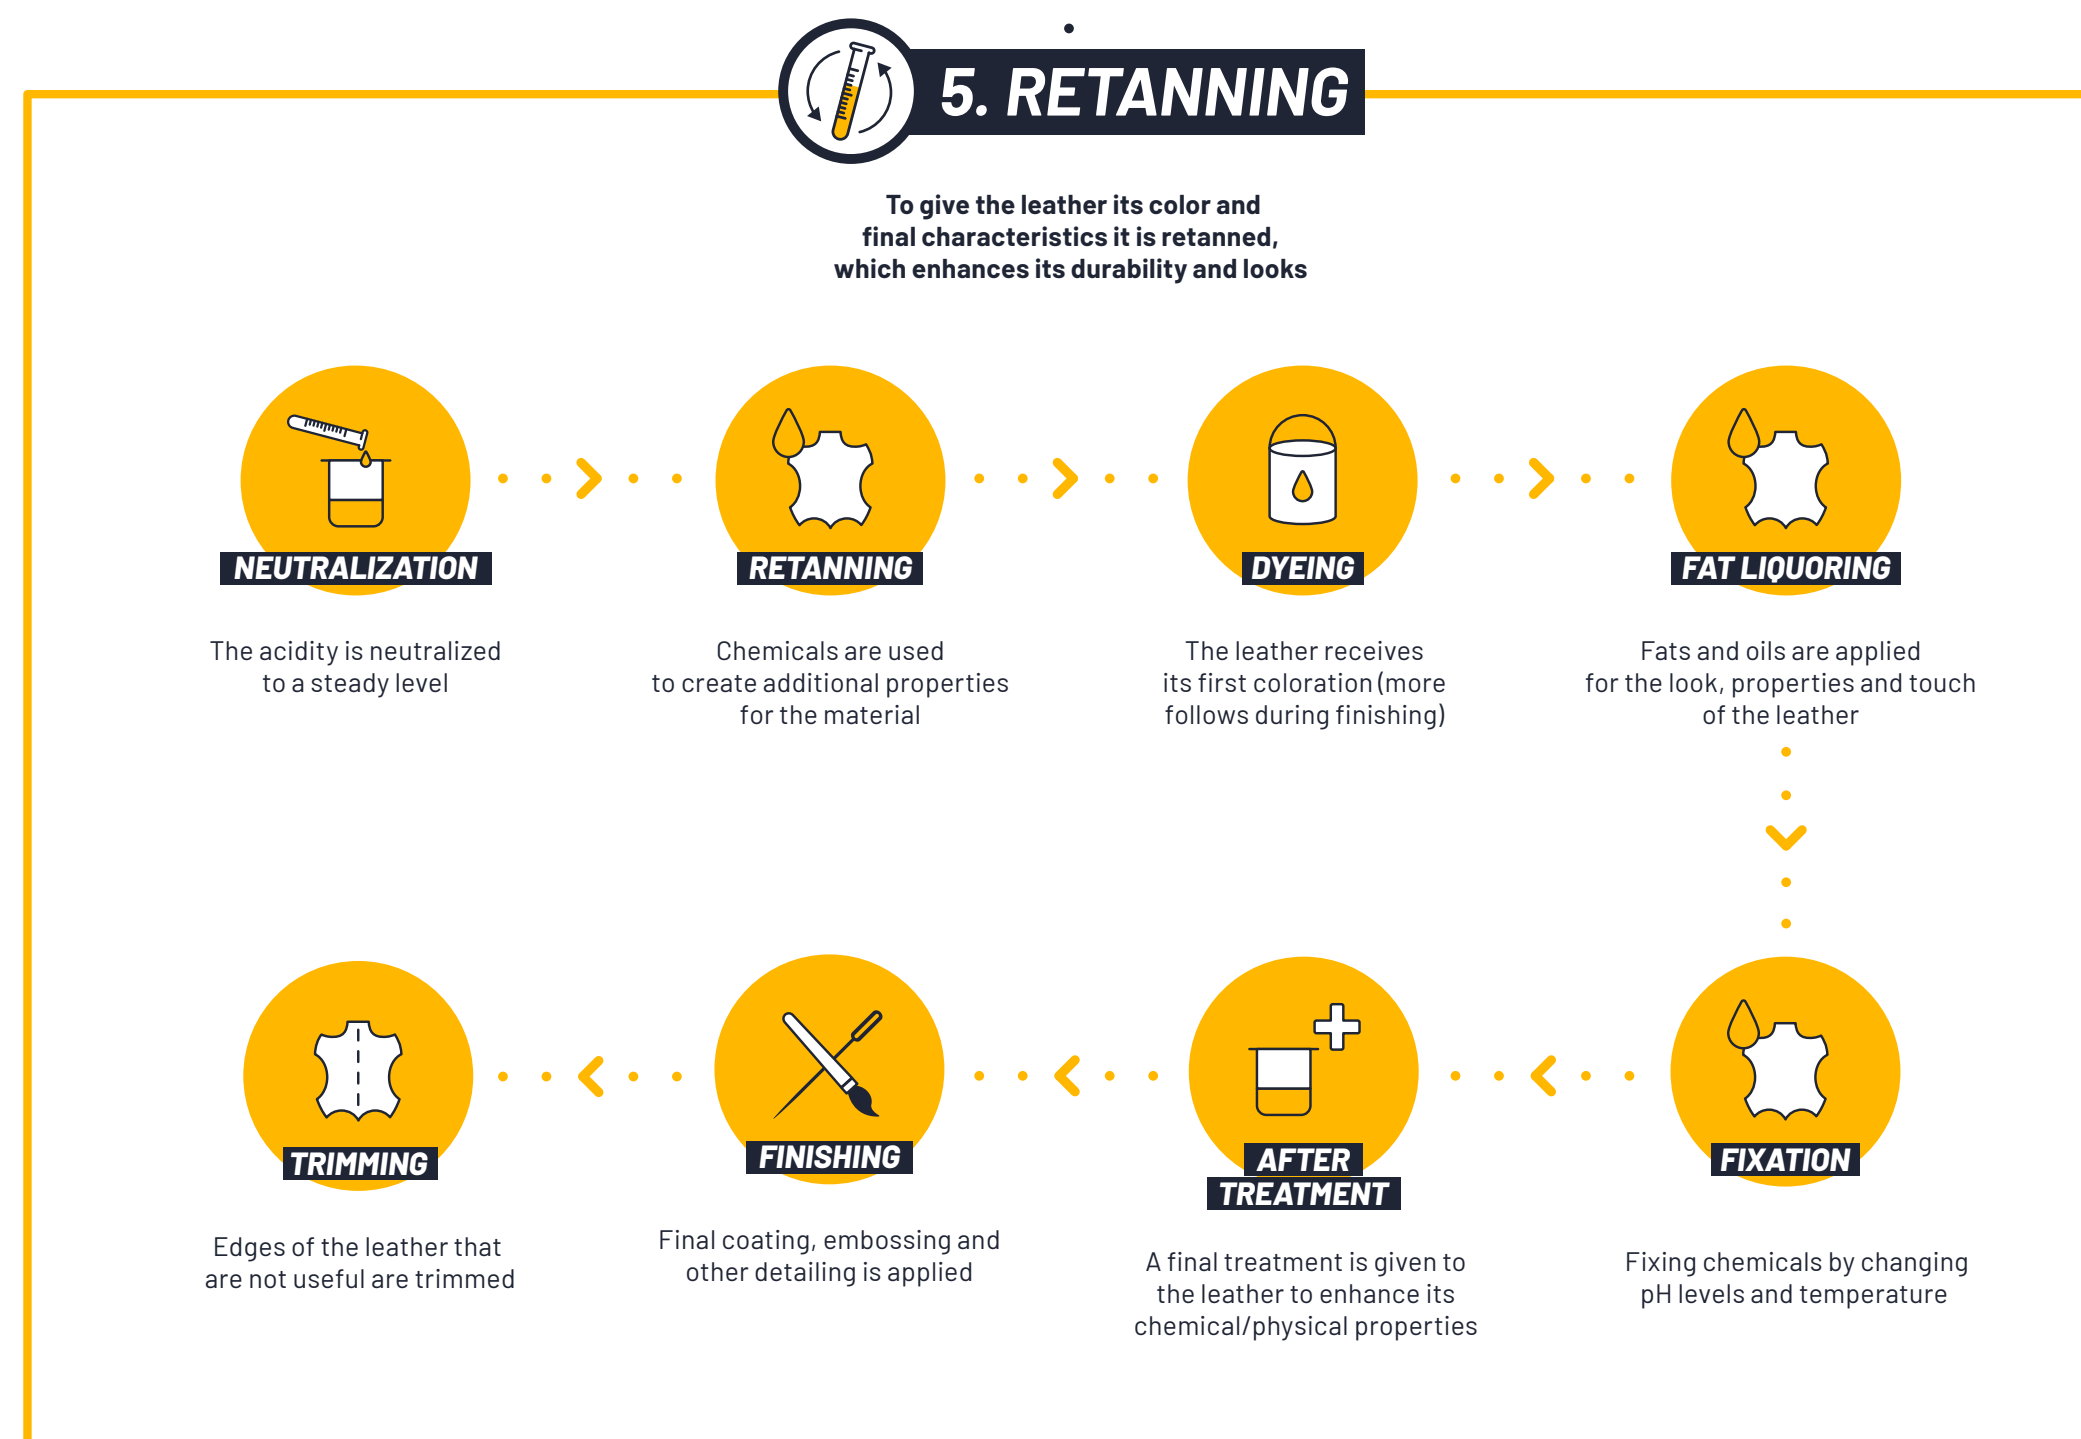 5. RETANNING
To give the leather its color and
final characteristics it is retanned,
which enhances its durability and looks
NEUTRALIZATION
The acidity is neutralized
to a steady level
RETANNING
Chemicals are used
to create additional properties
for the material
DYEING
The leather receives
its first coloration (more
follows during finishing)
FAT LIQUORING
Fats and oils are applied
for the look, properties and touch
of the leather
FIXATION
Fixing chemicals by changing
pH levels and temperature
AFTER
TREATMENT
A final treatment is given to
the leather to enhance its
chemical/physical properties
FINISHING
Final coating, embossing and
other detailing is applied
TRIMMING
Edges of the leather that
are not useful are trimmed